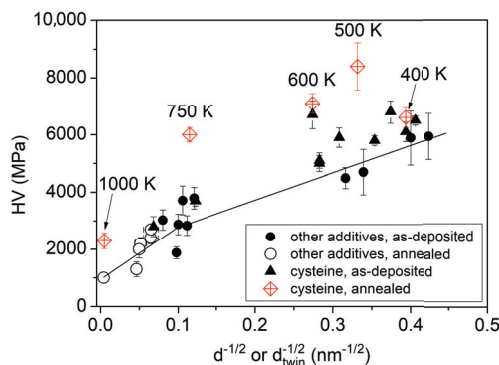 500 K
10,000
8000
600 K
400 K
750 K
6000
HV (MPa)
4000
1000 K
2000
other additives, as-deposited
other additives, annealed
cysteine, as-deposited
cysteine, annealed
0
0.0 0.1 0.2 0.3 0.4 0.5
d-1/2 or d-1/2twin (nm-1/2)